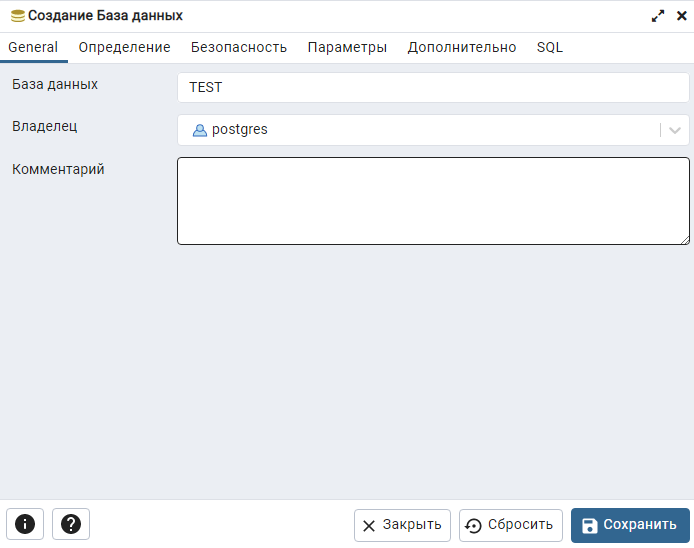 Создание База данных
General Определение Безопасность Параметры Дополнительно SQL
База данных TEST
Владелец postgres
Комментарий
Закрыть Сбросить Сохранить